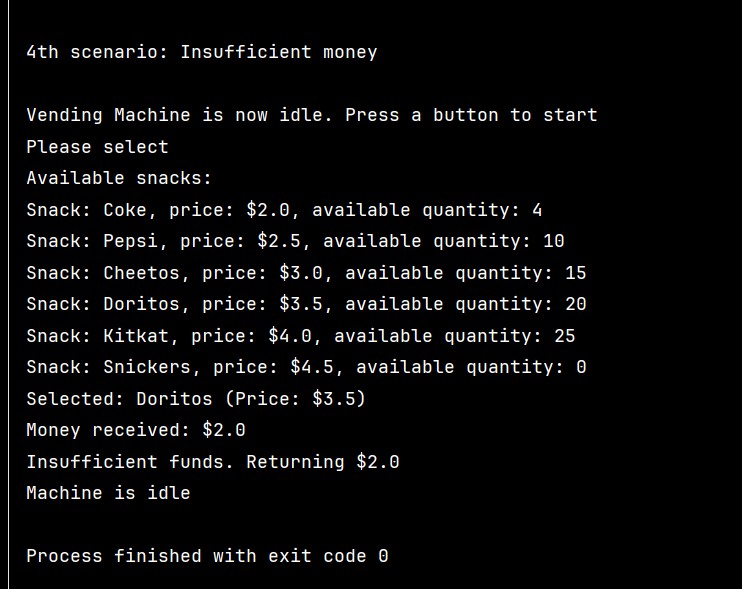 4th scenario: Insufficient money
Vending Machine is now idle. Press a button to start
Please select
Available snacks:
Snack: Coke, price: $2.0, available quantity: 4
Snack: Pepsi, price: $2.5, available quantity: 10
Snack: Cheetos, price: $3.0, available quantity: 15
Snack: Doritos, price: $3.5, available quantity: 20
Snack: Kitkat, price: $4.0, available quantity: 25
Snack: Snickers, price: $4.5, available quantity: 0
Selected: Doritos (Price: $3.5)
Money received: $2.0
Insufficient funds. Returning $2.0
Machine is idle
Process finished with exit code 0